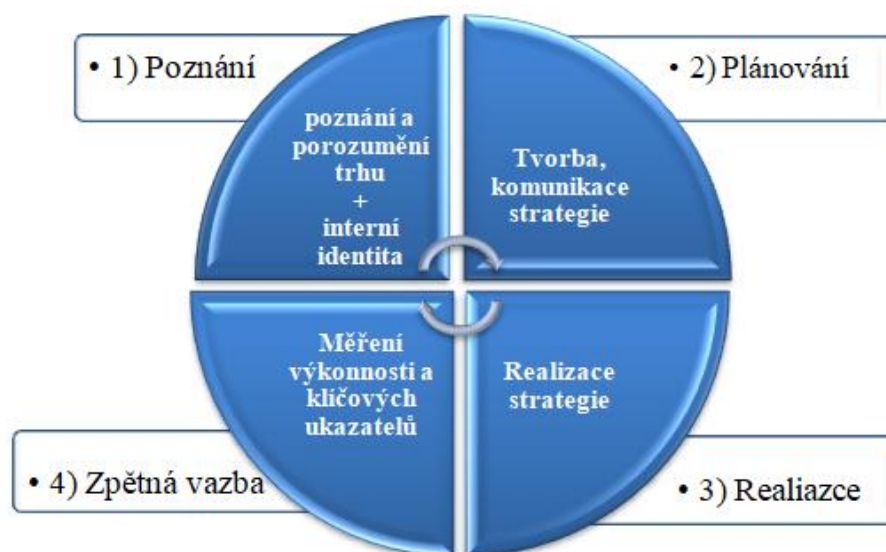 • 1) Poznání
poznání a
porozumění
trhu
+
interní
identita
• 2) Plánování
Tvorba,
komunikace
strategie
Měření
výkonnosti a
klíčových
ukazatelů
• 4) Zpětná vazba
Realizace
strategie
• 3) Realiazce